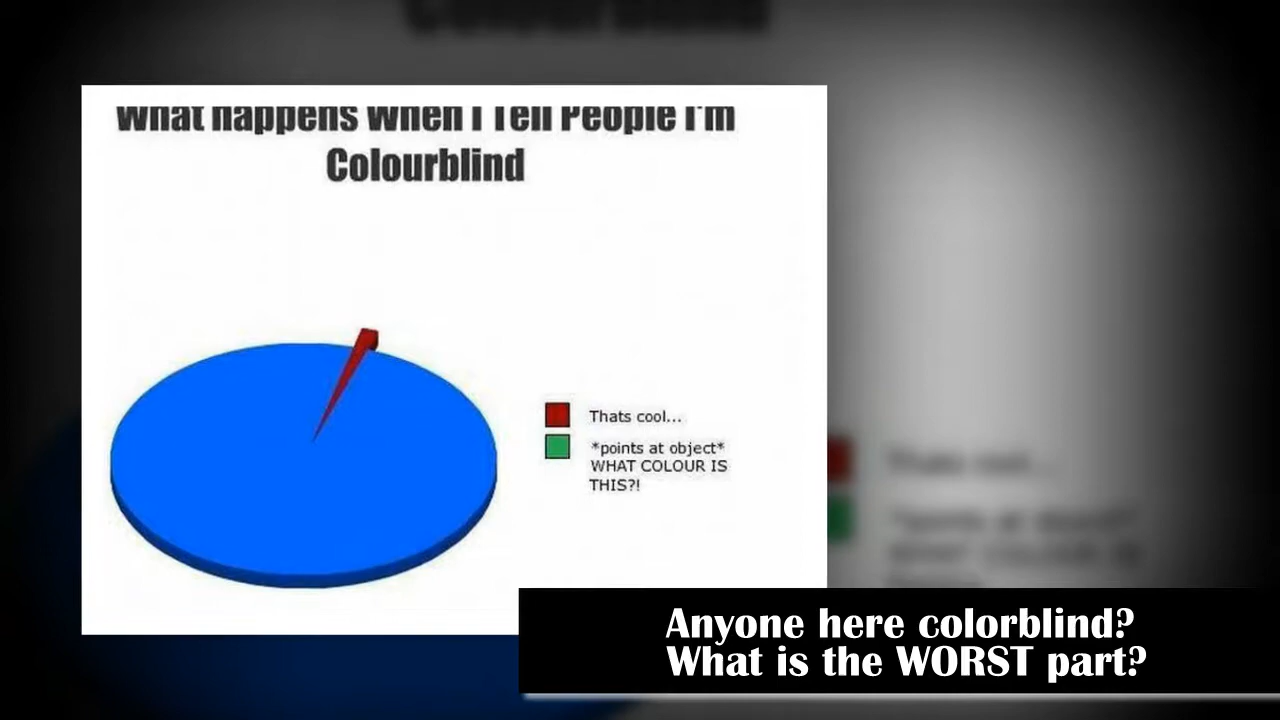 What Happens When I Tell People I'm
Colourblind
Thats cool...
*points at object*
WHAT COLOUR IS
THIS?!
Anyone here colorblind?
What is the WORST part?